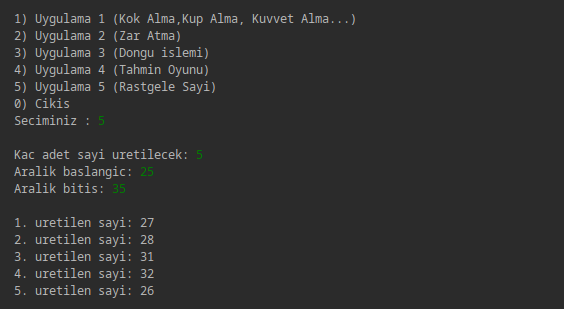 1) Uygulama 1 (Kok Alma,Kup Alma, Kuvvet Alma...)
2) Uygulama 2 (Zar Atma)
3) Uygulama 3 (Dongu islemi)
4) Uygulama 4 (Tahmin Oyunu)
5) Uygulama 5 (Rastgele Sayi)
0) Cikis
Seciminiz : 5
Kac adet sayi uretilecek: 5
Aralik baslangic: 25
Aralik bitis: 35
1. uretilen sayi: 27
2. uretilen sayi: 28
3. uretilen sayi: 31
4. uretilen sayi: 32
5. uretilen sayi: 26